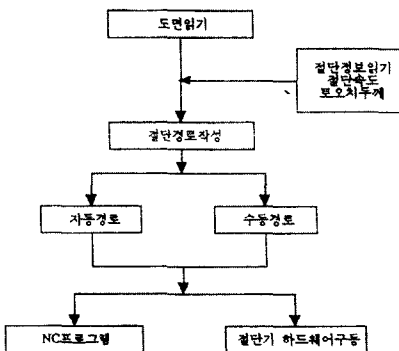 도면읽기
절단정보읽기
절단속도
토오치두께
절단경로작성
자동경로
수동경로
NC프로그램
절단기 하드웨어구동